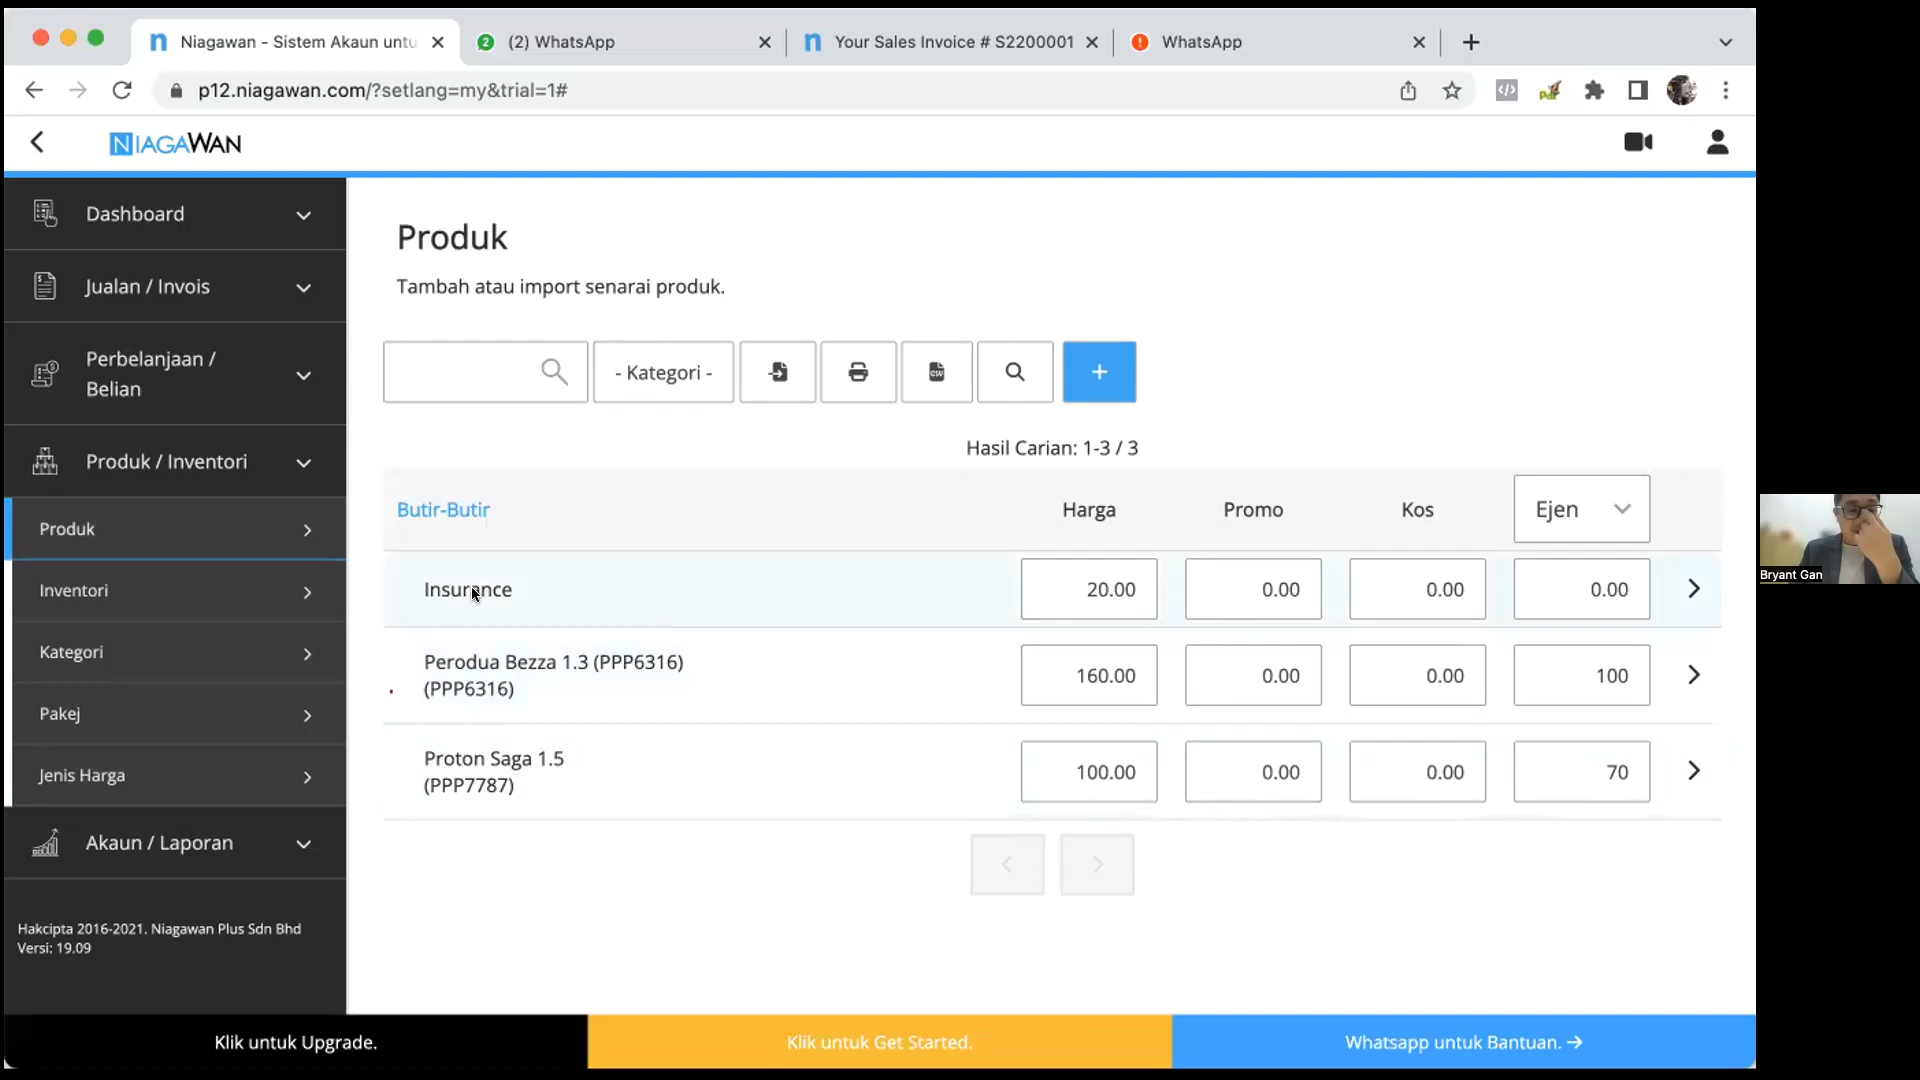 Niagawan - Sistem Akaun untu
2 (2) WhatsApp
Your Sales Invoice # S2200001
WhatsApp
p12.niagawan.com/?setlang=my&trial=1#
NIAGAWAN
Dashboard
Jualan / Invois
Perbelanjaan /
Belian
Produk / Inventori
Produk
Inventori
Kategori
Pakej
Jenis Harga
Akaun / Laporan
Hakcipta 2016-2021. Niagawan Plus Sdn Bhd
Versi: 19.09
Produk
Tambah atau import senarai produk.
- Kategori -
CSV
+
Hasil Carian: 1-3 / 3
Butir-Butir Harga Promo Kos Ejen
Insurance 20.00 0.00 0.00 0.00
Perodua Bezza 1.3 (PPP6316)
(PPP6316)
160.00 0.00 0.00 100
Proton Saga 1.5
(PPP7787)
100.00 0.00 0.00 70
Klik untuk Upgrade.
Klik untuk Get Started.
Whatsapp untuk Bantuan. →
Bryant Gan